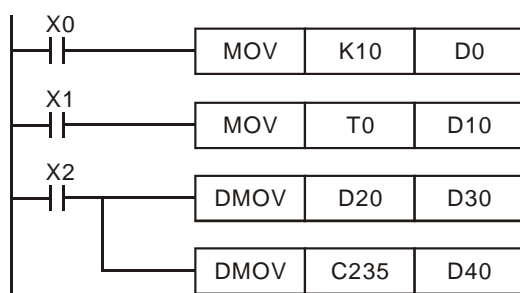 X0
MOV K10 D0
X1
MOV T0 D10
X2
DMOV D20 D30
DMOV C235 D40